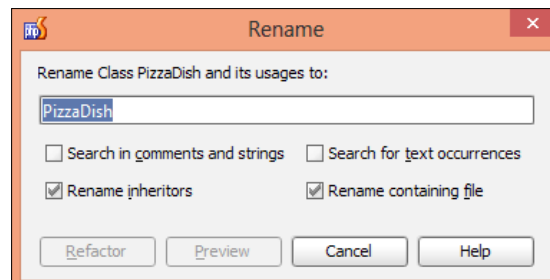 php
Rename
Rename Class PizzaDish and its usages to:
PizzaDish
Search in comments and strings
Search for text occurrences
Rename inheritors
Rename containing file
Refactor
Preview
Cancel
Help